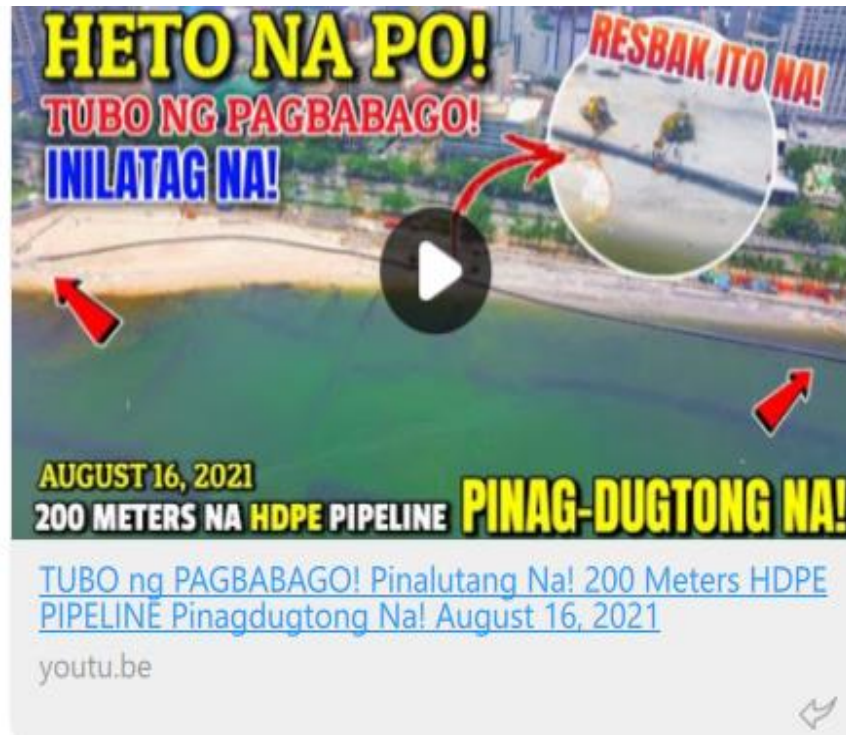 HETO NA PO!
RESBAK ITO NA!
TUBO NG PAGBABAGO!
INILATAG NA!
AUGUST 16, 2021
200 METERS NA HDPE PIPELINE PINAG-DUGTONG NA!
TUBO ng PAGBABAGO! Pinalutang Na! 200 Meters HDPE
PIPELINE Pinagdugtong Na! August 16, 2021
youtu.be